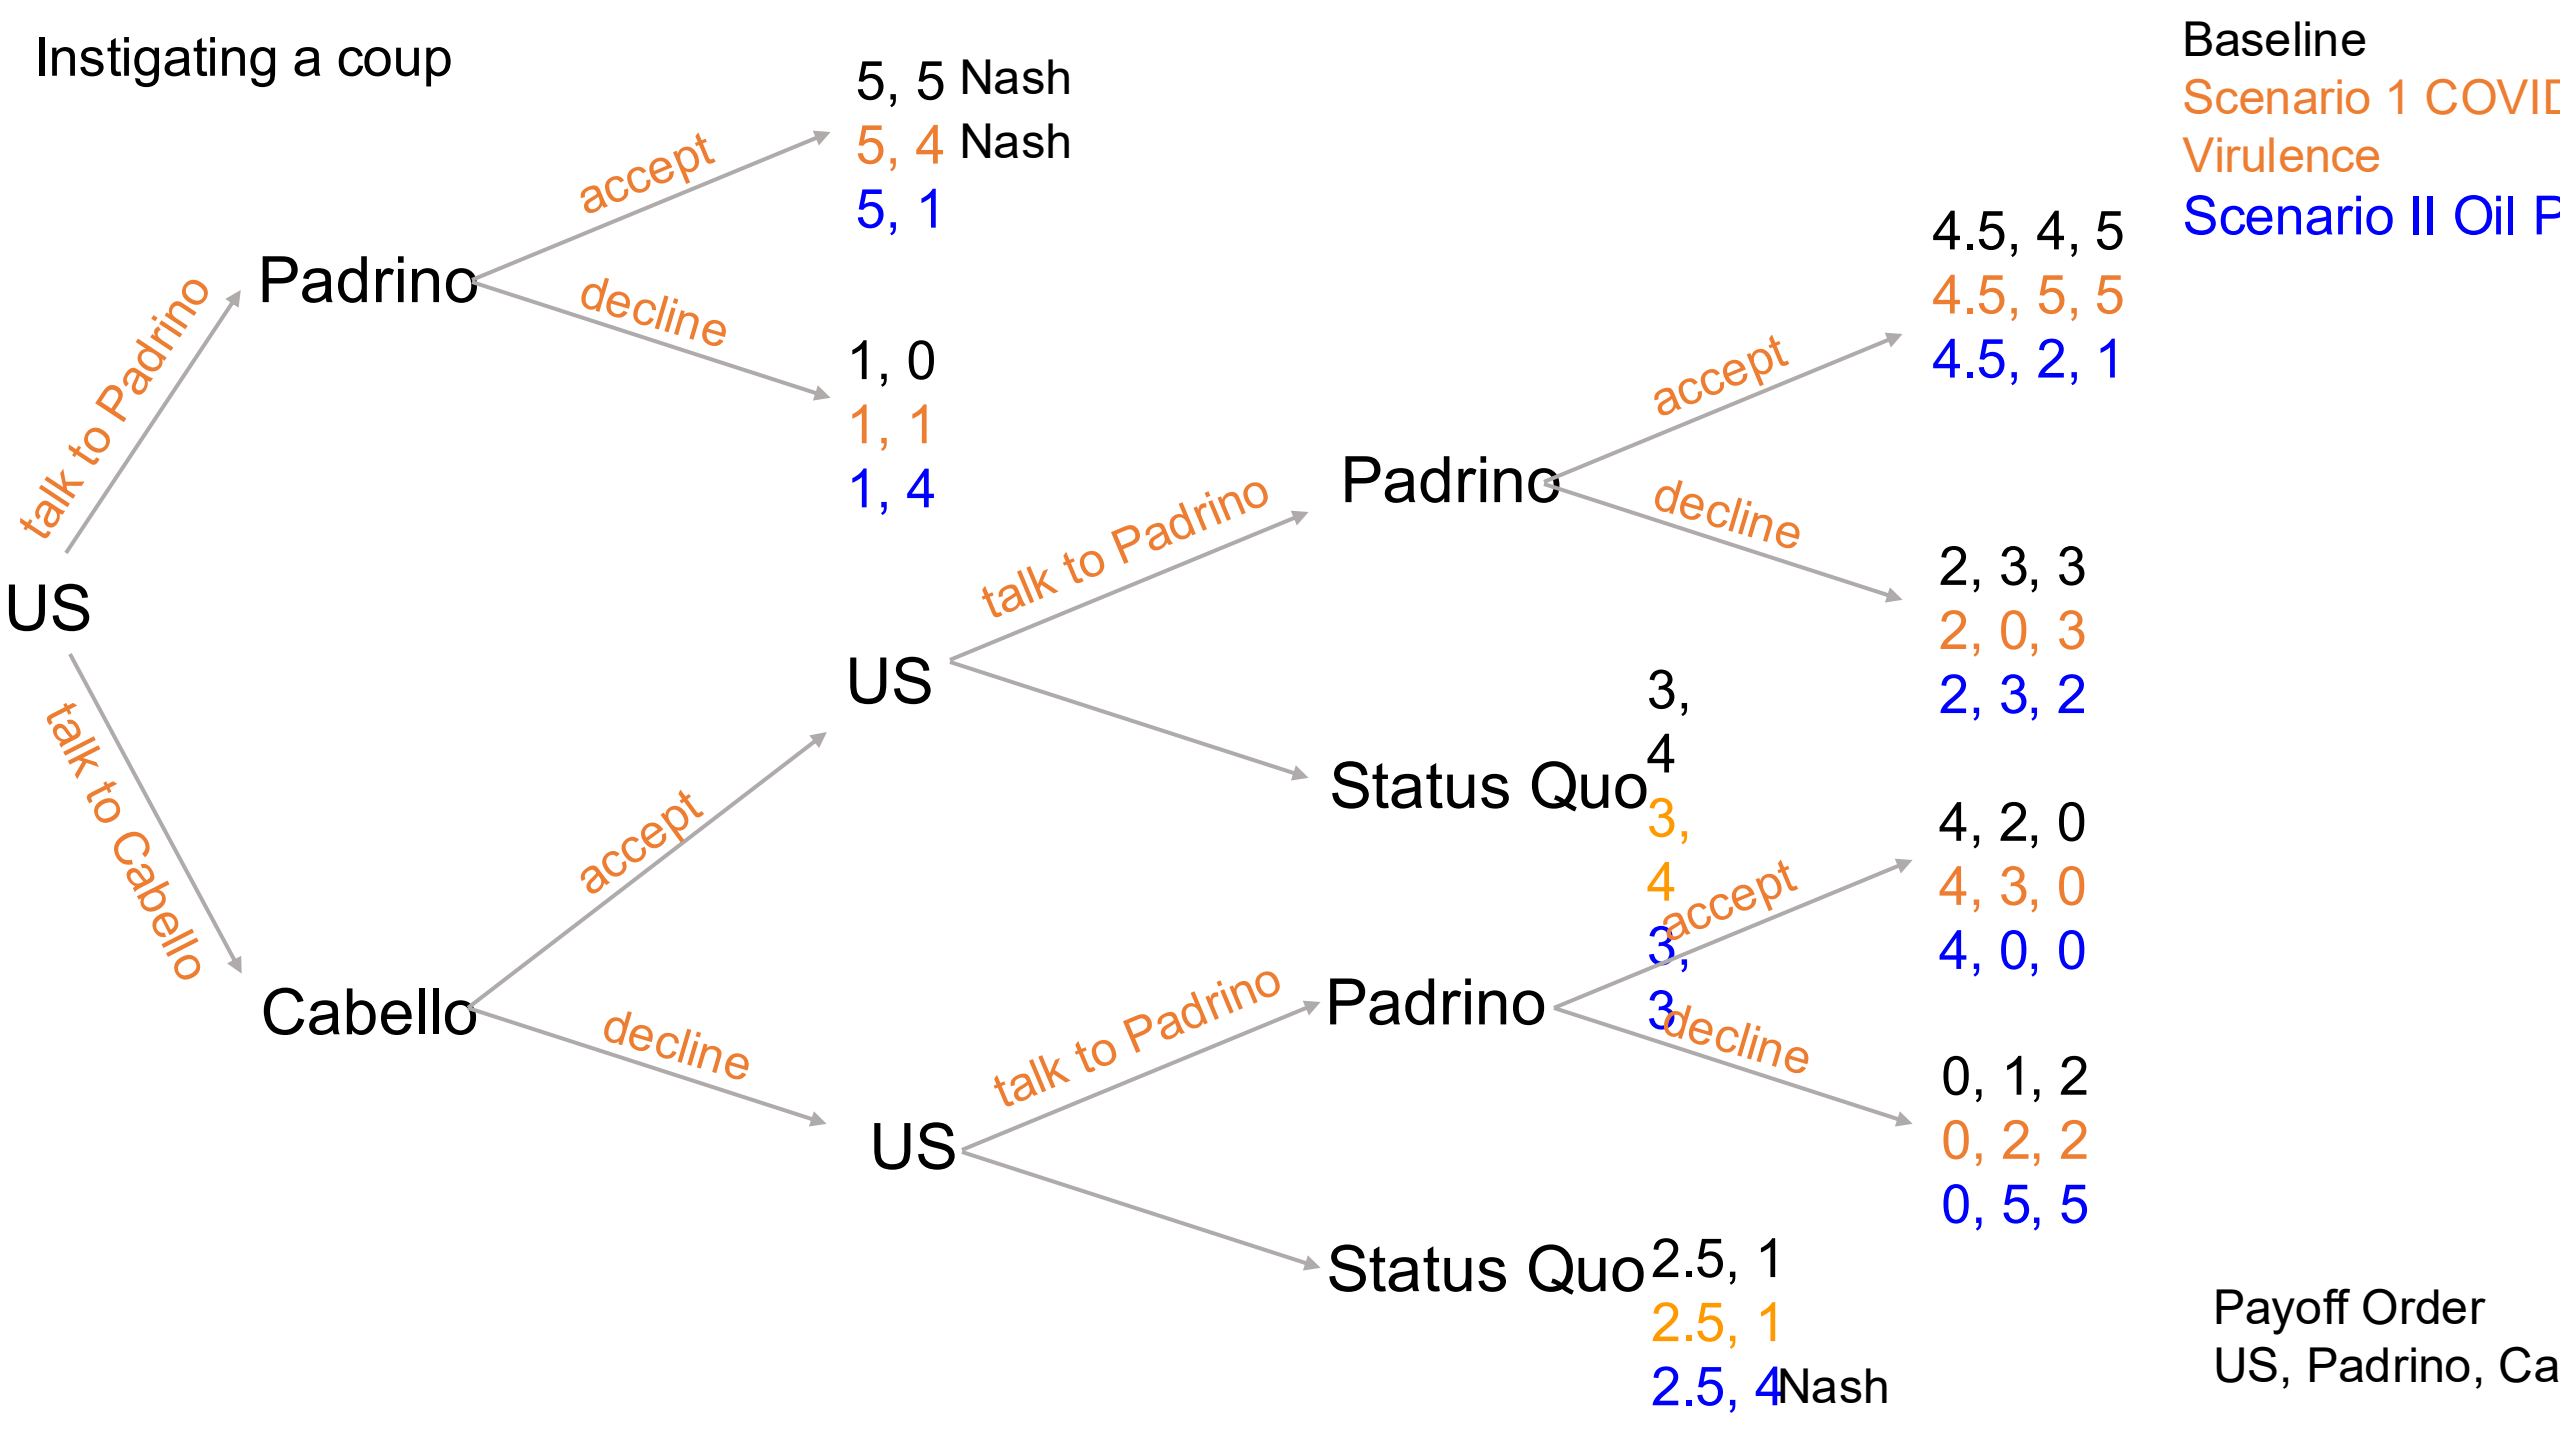 Instigating a coup
5, 5 Nash
5, 4 Nash
5, 1
Baseline
Scenario 1 COVID
Virulence
Scenario II Oil P
accept
Padrino
decline
1, 0
1, 1
1, 4
talk to Padrino
US
talk to Cabello
4.5, 4, 5
4.5, 5, 5
4.5, 2, 1
accept
Padrino
decline
2, 3, 3
2, 0, 3
2, 3, 2
talk to Padrino
US
Status Quo
3,
4
3,
4
3,
3
accept
Cabello
decline
4, 2, 0
4, 3, 0
4, 0, 0
accept
Padrino
decline
0, 1, 2
0, 2, 2
0, 5, 5
talk to Padrino
US
Status Quo
2.5, 1
2.5, 1
2.5, 4 Nash
Payoff Order
US, Padrino, Ca